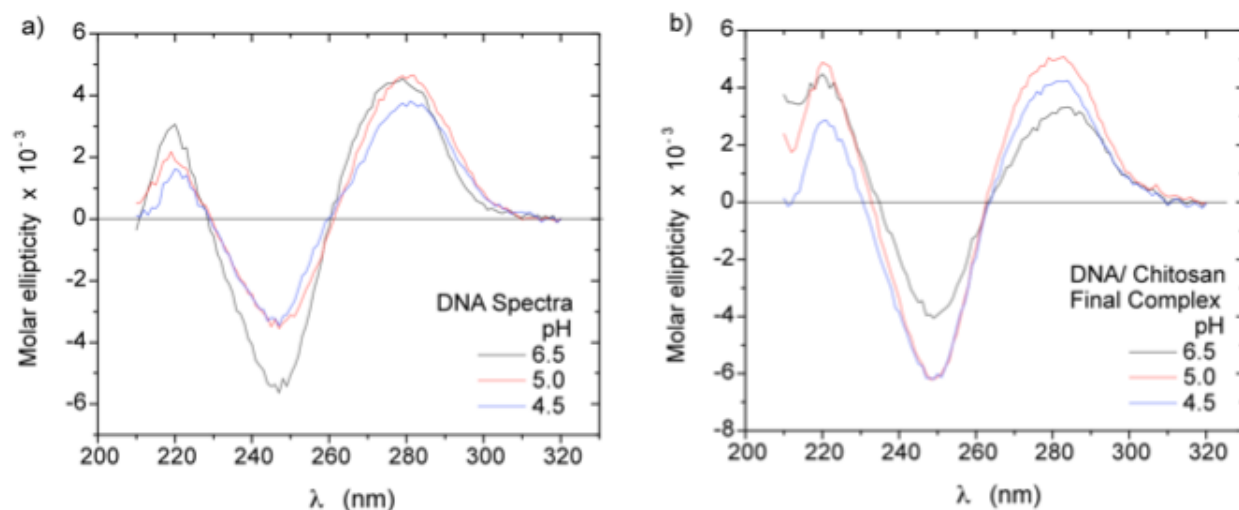 a)
6
4
2
0
-2
-4
-6
Molar ellipticity x 10⁻³
DNA Spectra
pH
6.5
5.0
4.5
200 220 240 260 280 300 320
λ (nm)
b)
6
4
2
0
-2
-4
-6
-8
Molar ellipticity x 10⁻³
DNA/ Chitosan
Final Complex
pH
6.5
5.0
4.5
200 220 240 260 280 300 320
λ (nm)